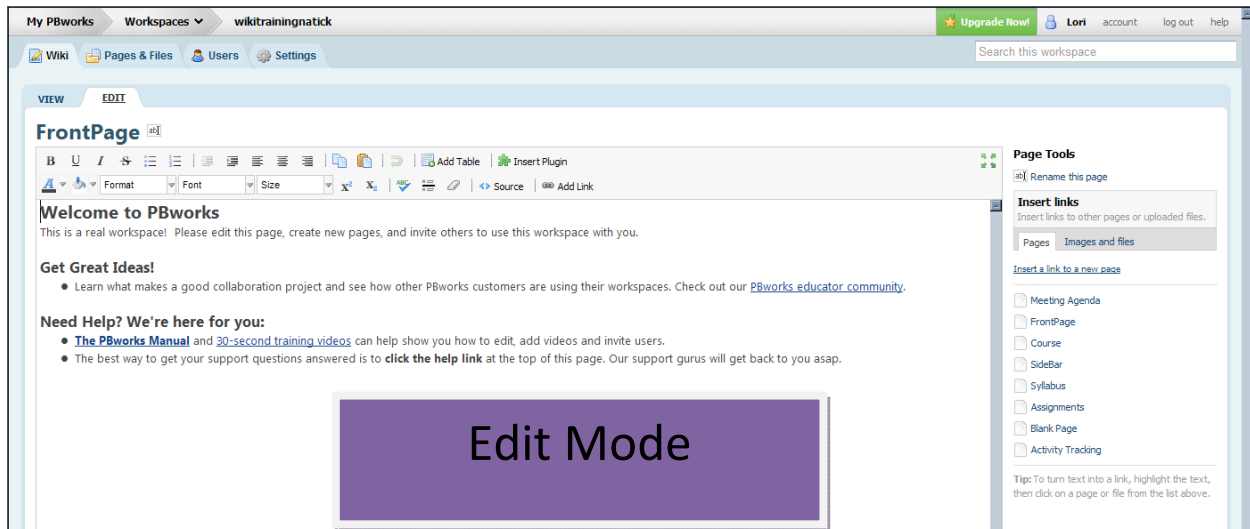 My PBworks Workspaces wikitrainingnatick Upgrade Now! Lori account log out help
Wiki Pages & Files Users Settings Search this workspace
VIEW EDIT
FrontPage
B U I S Add Table Insert Plugin
A Format Font Size X² X₂ ABC Source Add Link
Welcome to PBworks
This is a real workspace! Please edit this page, create new pages, and invite others to use this workspace with you.
Get Great Ideas!
● Learn what makes a good collaboration project and see how other PBworks customers are using their workspaces. Check out our PBworks educator community.
Need Help? We're here for you:
● The PBworks Manual and 30-second training videos can help show you how to edit, add videos and invite users.
● The best way to get your support questions answered is to click the help link at the top of this page. Our support gurus will get back to you asap.
Edit Mode
Page Tools
Rename this page
Insert links
Insert links to other pages or uploaded files.
Pages Images and files
Insert a link to a new page
Meeting Agenda
FrontPage
Course
SideBar
Syllabus
Assignments
Blank Page
Activity Tracking
Tip: To turn text into a link, highlight the text,
then click on a page or file from the list above.